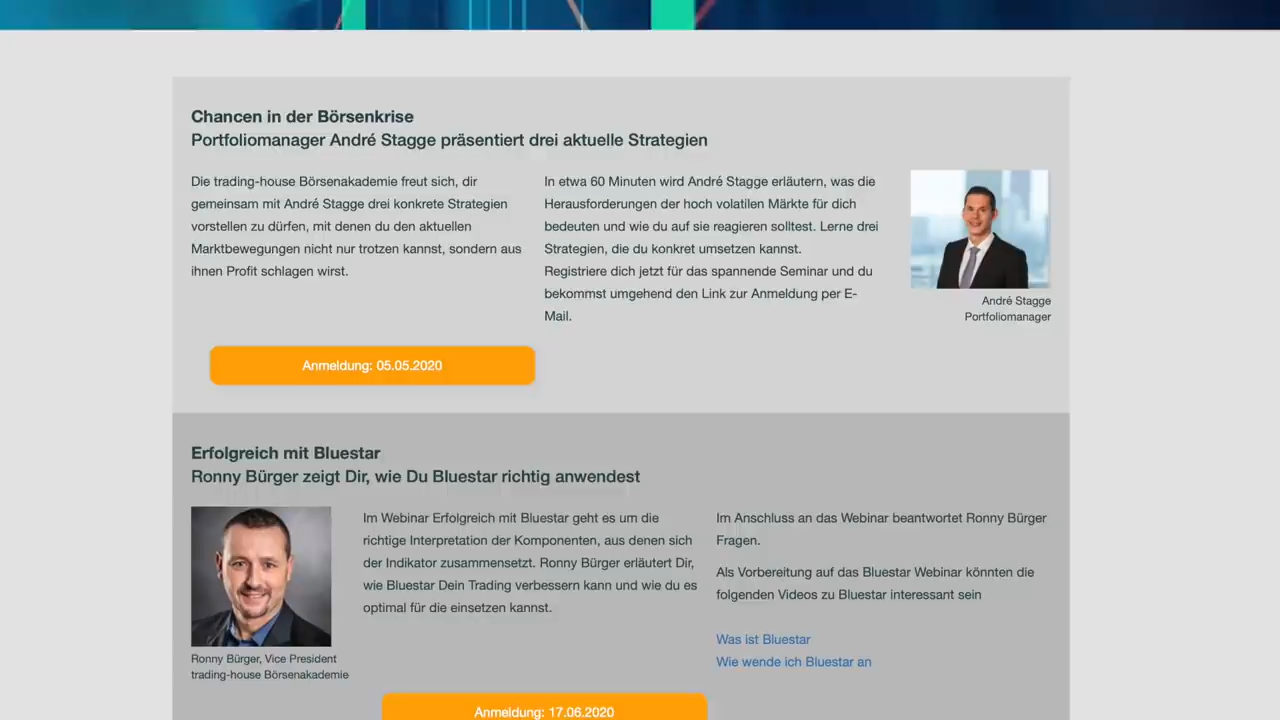 Chancen in der Börsenkrise
Portfoliomanager André Stagge präsentiert drei aktuelle Strategien
Die trading-house Börsenakademie freut sich, dir
gemeinsam mit André Stagge drei konkrete Strategien
vorstellen zu dürfen, mit denen du den aktuellen
Marktbewegungen nicht nur trotzen kannst, sondern aus
ihnen Profit schlagen wirst.
In etwa 60 Minuten wird André Stagge erläutern, was die
Herausforderungen der hoch volatilen Märkte für dich
bedeuten und wie du auf sie reagieren solltest. Lerne drei
Strategien, die du konkret umsetzen kannst.
Registriere dich jetzt für das spannende Seminar und du
bekommst umgehend den Link zur Anmeldung per E-
Mail.
André Stagge
Portfoliomanager
Anmeldung: 05.05.2020
Erfolgreich mit Bluestar
Ronny Bürger zeigt Dir, wie Du Bluestar richtig anwendest
Ronny Bürger, Vice President
trading-house Börsenakademie
Im Webinar Erfolgreich mit Bluestar geht es um die
richtige Interpretation der Komponenten, aus denen sich
der Indikator zusammensetzt. Ronny Bürger erläutert Dir,
wie Bluestar Dein Trading verbessern kann und wie du es
optimal für die einsetzen kannst.
Im Anschluss an das Webinar beantwortet Ronny Bürger
Fragen.
Als Vorbereitung auf das Bluestar Webinar könnten die
folgenden Videos zu Bluestar interessant sein
Was ist Bluestar
Wie wende ich Bluestar an
Anmeldung: 17.06.2020